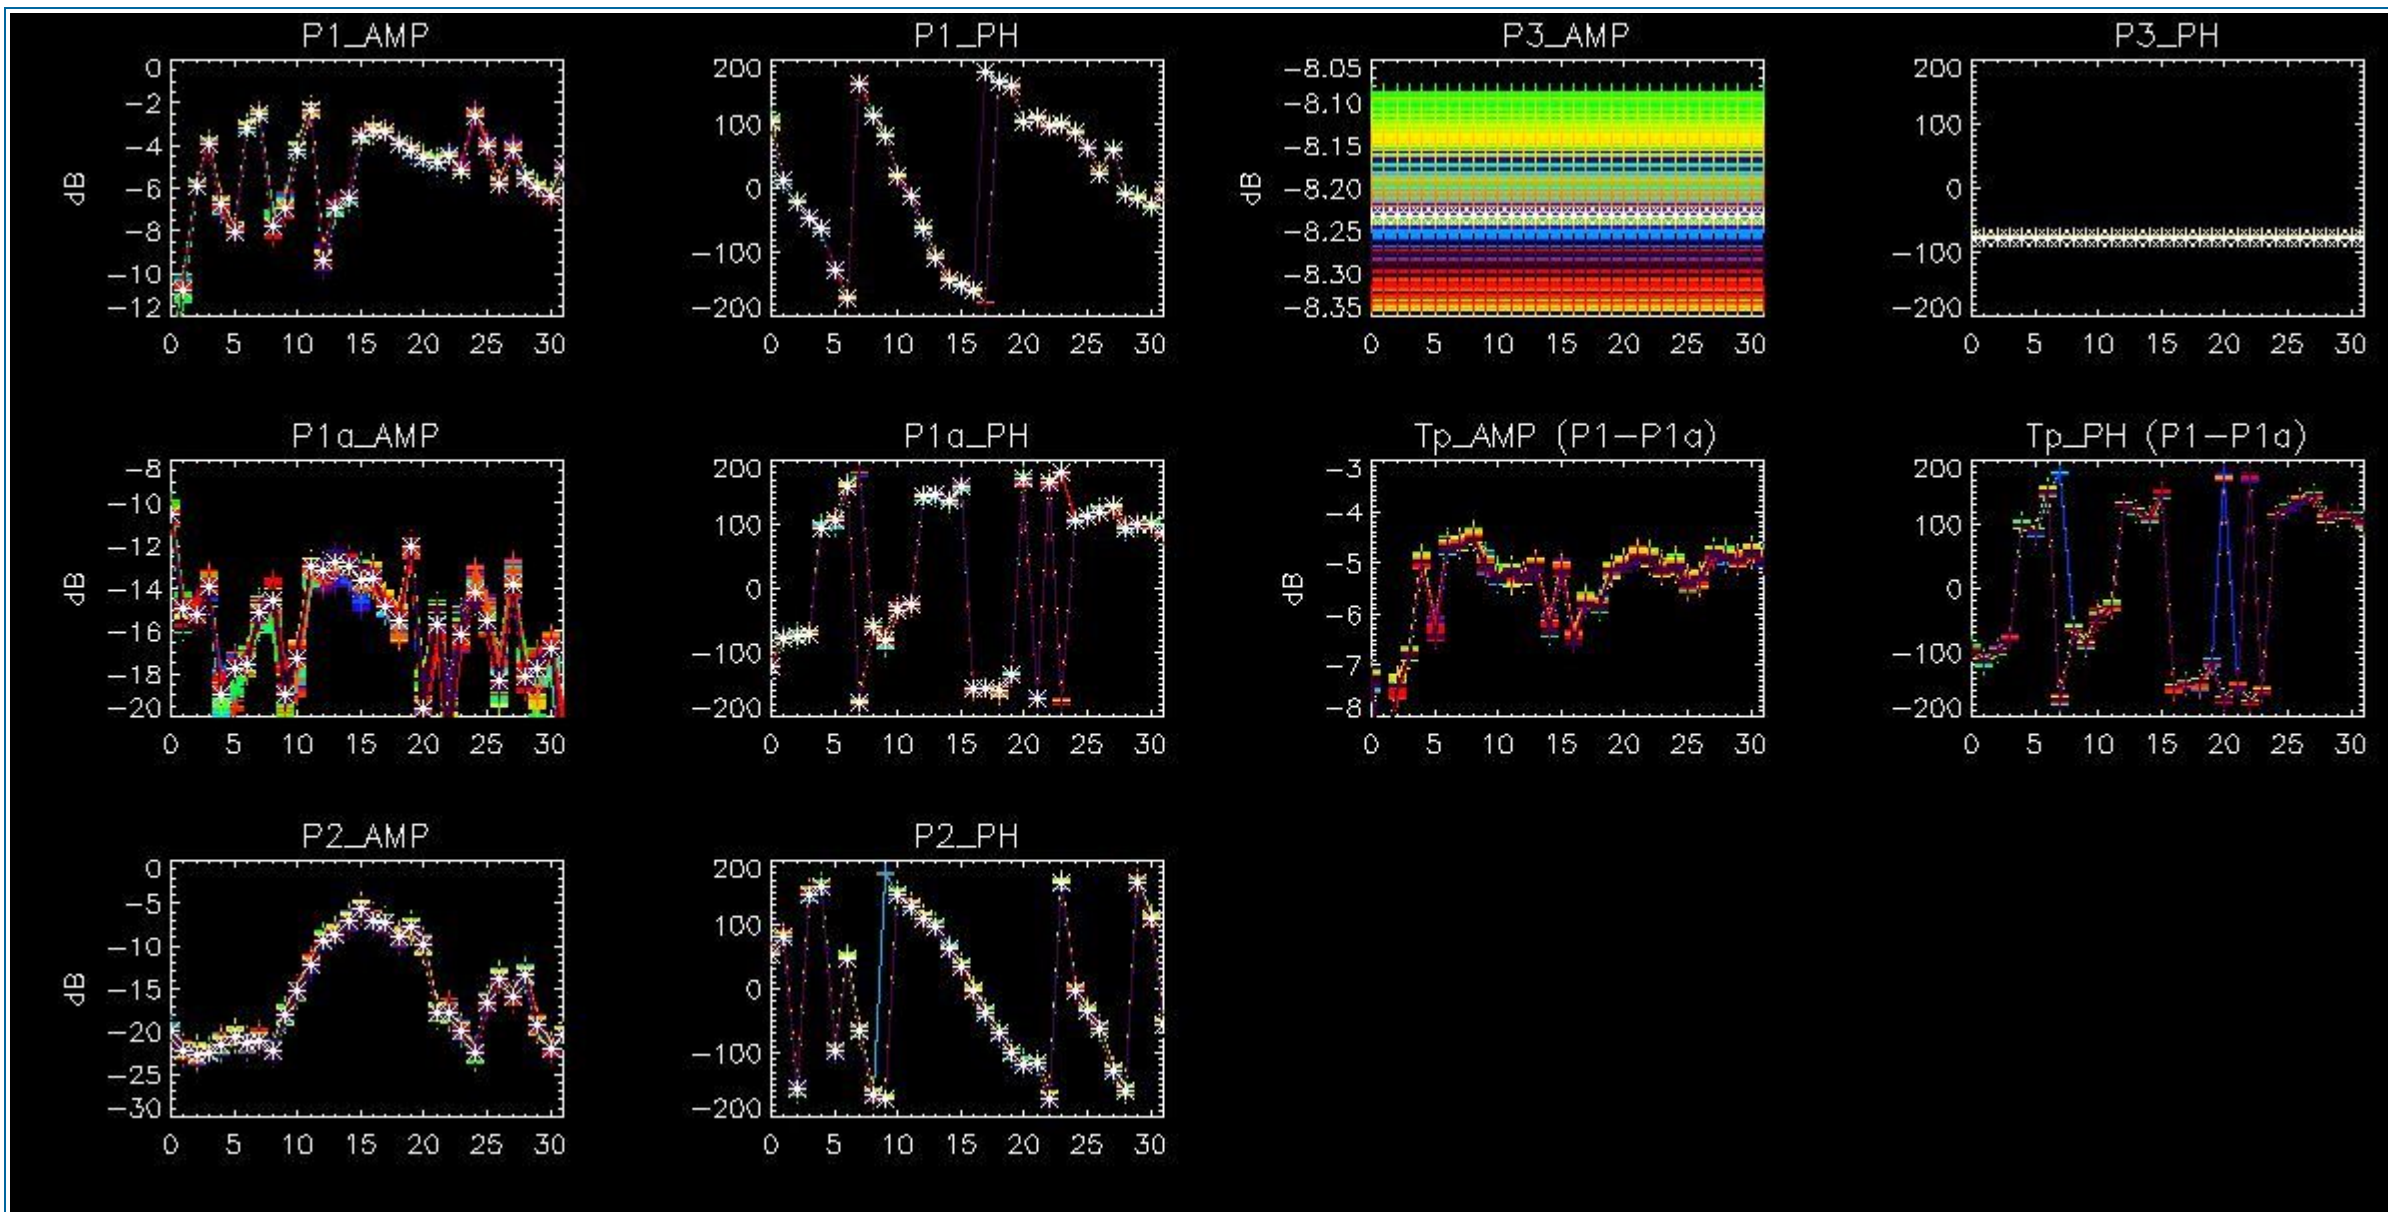 P1_AMP P1_PH P3_AMP P3_PH
0 200 −8.05 200
−2 100 −8.10 100
−4 0 −8.15 0
−6 −100 −8.20 −100
−8 −200 −8.25 −200
−10 −8.30
−12 −8.35
dB dB
0 5 10 15 20 25 30 0 5 10 15 20 25 30 0 5 10 15 20 25 30 0 5 10 15 20 25 30
P1a_AMP P1a_PH Tp_AMP (P1−P1a) Tp_PH (P1−P1a)
−8 200 −3 200
−10 100 −4 100
−12 0 −5 0
−14 −100 −6 −100
−16 −200 −7 −200
−18 −8
−20
dB dB
0 5 10 15 20 25 30 0 5 10 15 20 25 30 0 5 10 15 20 25 30 0 5 10 15 20 25 30
P2_AMP P2_PH
0 200
−5 100
−10 0
−15 −100
−20 −200
−25
−30
dB
0 5 10 15 20 25 30 0 5 10 15 20 25 30